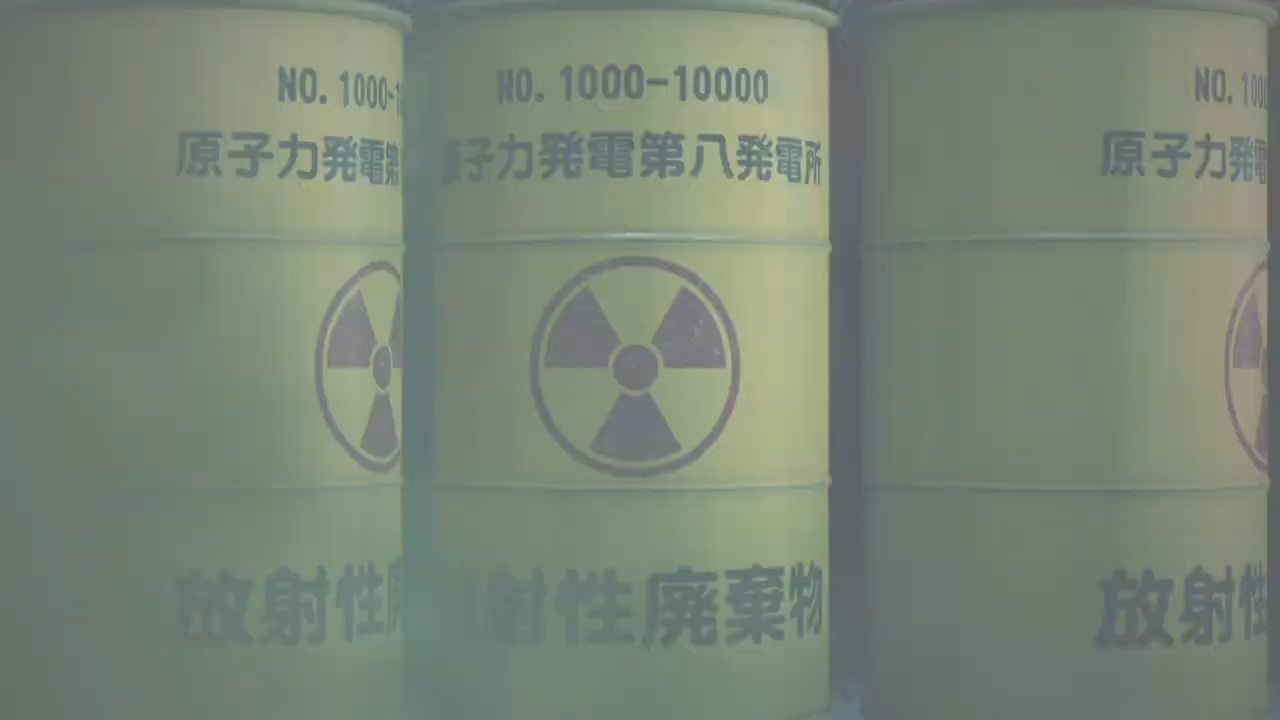 NO. 1000-1
原子力発電第
放射性廃
NO. 1000-10000
原子力発電第八発電所
射性廃棄物
NO. 100
原子力発電
放射性